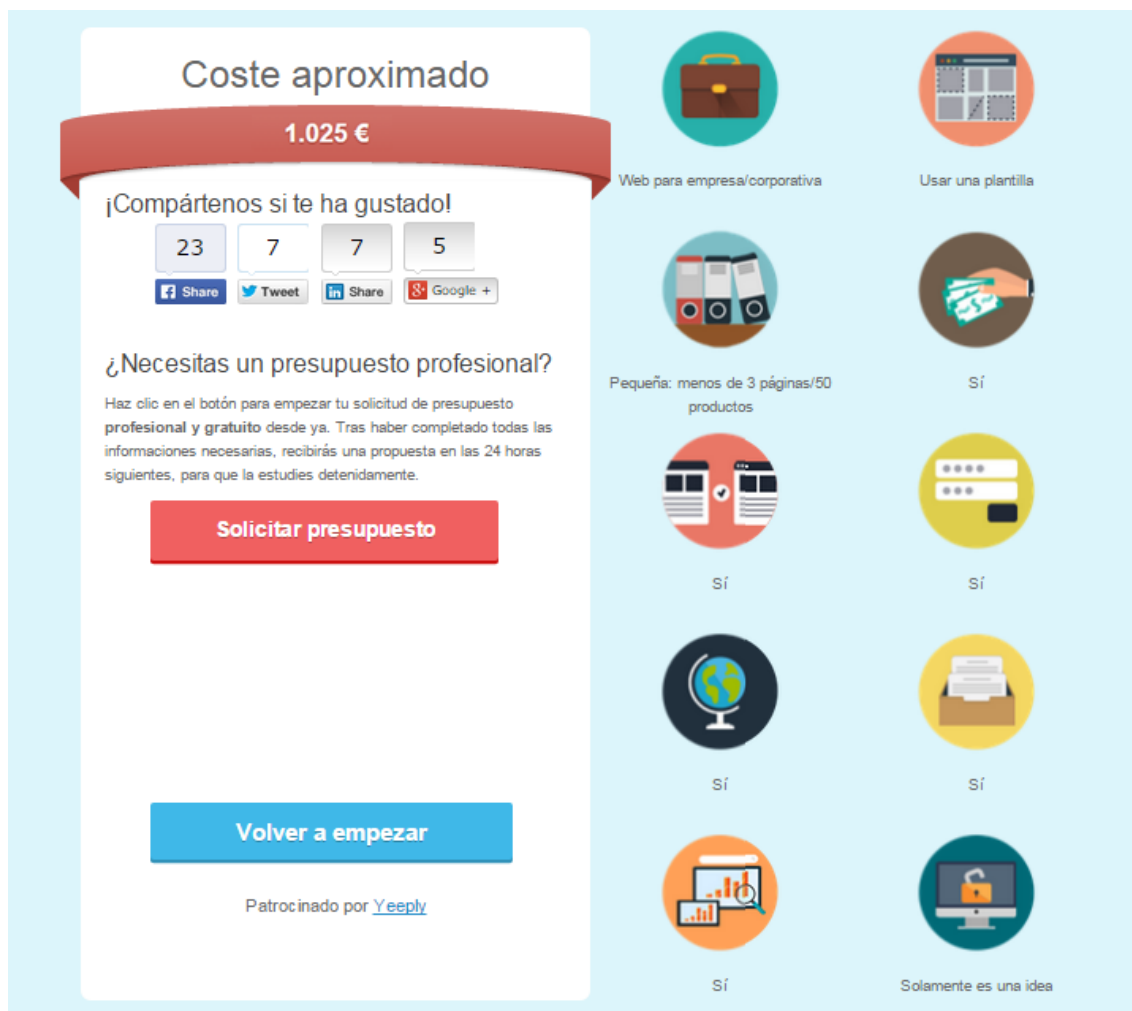 Coste aproximado
1.025 €
¡Compártenos si te ha gustado!
23
7
7
5
Share
Tweet
in Share
8+ Google +
¿Necesitas un presupuesto profesional?
Haz clic en el botón para empezar tu solicitud de presupuesto
profesional y gratuito desde ya. Tras haber completado todas las
informaciones necesarias, recibirás una propuesta en las 24 horas
siguientes, para que la estudies detenidamente.
Solicitar presupuesto
Volver a empezar
Patrocinado por Yeeply
Web para empresa/corporativa
Usar una plantilla
Pequeña: menos de 3 páginas/50
productos
Sí
Sí
Sí
Sí
Sí
Sí
Solamente es una idea